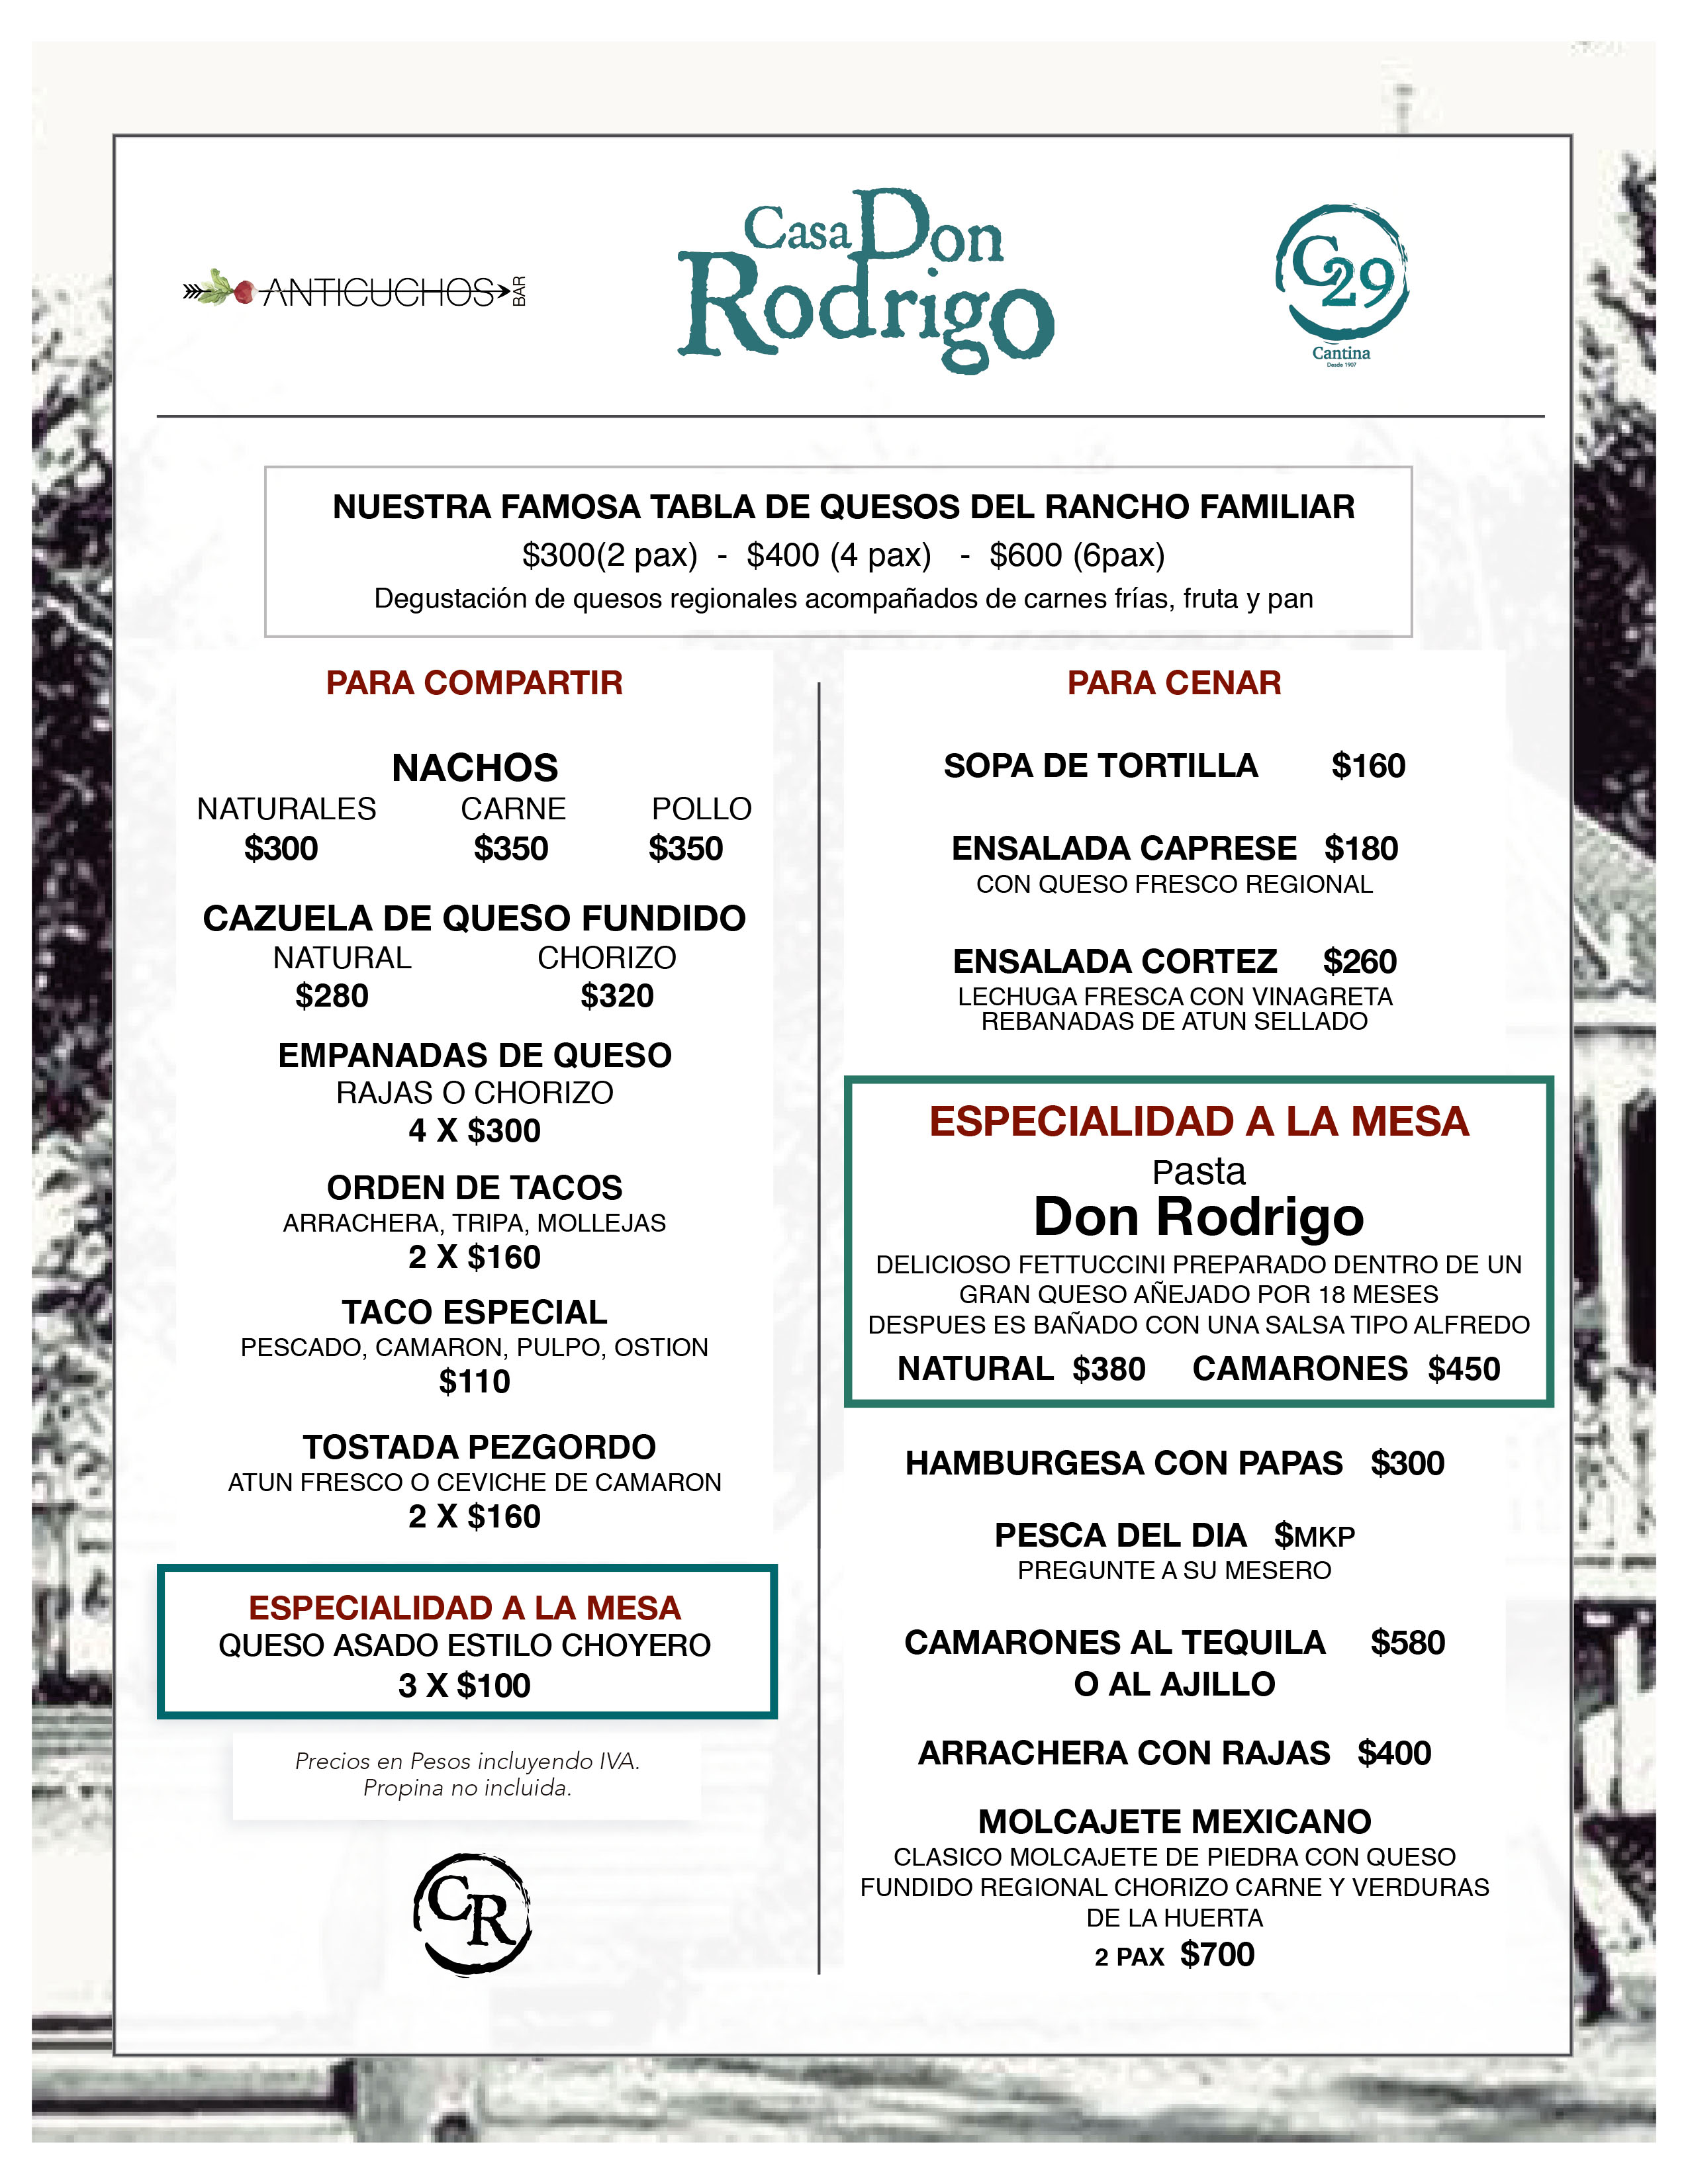 ANTICUCHOS BAR
Casa Don
Rodrigo
C29
Cantina
Desde 1907
NUESTRA FAMOSA TABLA DE QUESOS DEL RANCHO FAMILIAR
$300(2 pax) - $400 (4 pax) - $600 (6pax)
Degustación de quesos regionales acompañados de carnes frías, fruta y pan
PARA COMPARTIR
NACHOS
NATURALES CARNE POLLO
$300 $350 $350
CAZUELA DE QUESO FUNDIDO
NATURAL CHORIZO
$280 $320
EMPANADAS DE QUESO
RAJAS O CHORIZO
4 X $300
ORDEN DE TACOS
ARRACHERA, TRIPA, MOLLEJAS
2 X $160
TACO ESPECIAL
PESCADO, CAMARON, PULPO, OSTION
$110
TOSTADA PEZGORDO
ATUN FRESCO O CEVICHE DE CAMARON
2 X $160
ESPECIALIDAD A LA MESA
QUESO ASADO ESTILO CHOYERO
3 X $100
Precios en Pesos incluyendo IVA.
Propina no incluida.
CR
PARA CENAR
SOPA DE TORTILLA $160
ENSALADA CAPRESE $180
CON QUESO FRESCO REGIONAL
ENSALADA CORTEZ $260
LECHUGA FRESCA CON VINAGRETA
REBANADAS DE ATUN SELLADO
ESPECIALIDAD A LA MESA
Pasta
Don Rodrigo
DELICIOSO FETTUCCINI PREPARADO DENTRO DE UN
GRAN QUESO AÑEJADO POR 18 MESES
DESPUES ES BAÑADO CON UNA SALSA TIPO ALFREDO
NATURAL $380 CAMARONES $450
HAMBURGESA CON PAPAS $300
PESCA DEL DIA $MKP
PREGUNTE A SU MESERO
CAMARONES AL TEQUILA $580
O AL AJILLO
ARRACHERA CON RAJAS $400
MOLCAJETE MEXICANO
CLASICO MOLCAJETE DE PIEDRA CON QUESO
FUNDIDO REGIONAL CHORIZO CARNE Y VERDURAS
DE LA HUERTA
2 PAX $700